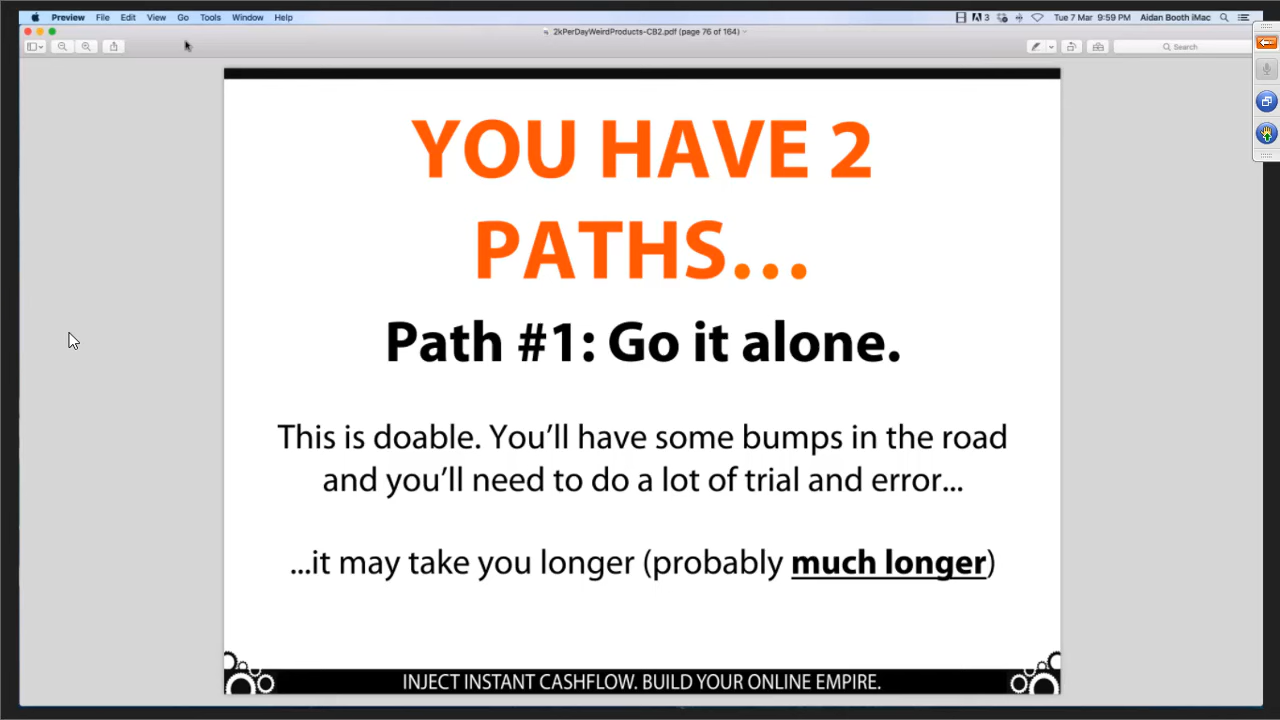 Preview File Edit View Go Tools Window Help
3 Tue 7 Mar 9:59 PM Aidan Booth iMac
2kPerDayWeirdProducts-CB2.pdf (page 76 of 164)
Search
YOU HAVE 2
PATHS...
Path #1: Go it alone.
This is doable. You'll have some bumps in the road
and you'll need to do a lot of trial and error...
...it may take you longer (probably much longer)
INJECT INSTANT CASHFLOW. BUILD YOUR ONLINE EMPIRE.